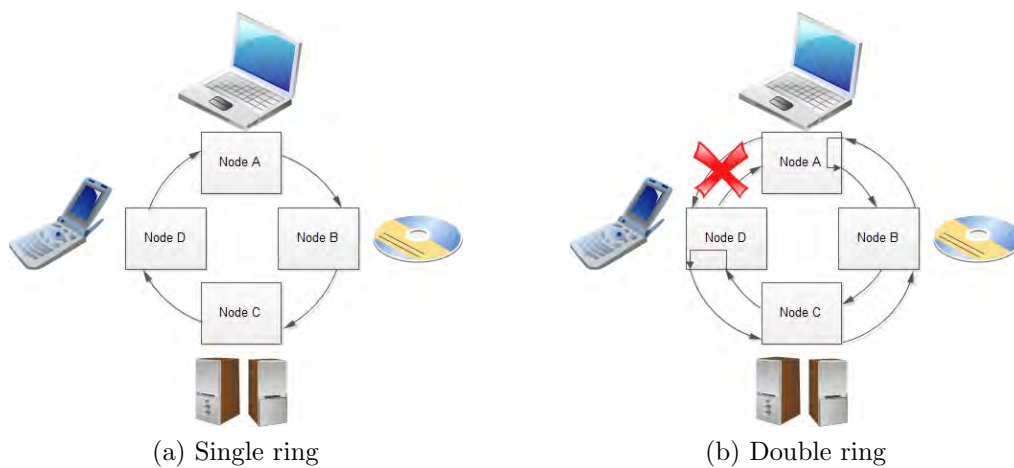 Node A
Node D
Node B
Node C
(a) Single ring
Node A
Node D
Node B
Node C
(b) Double ring